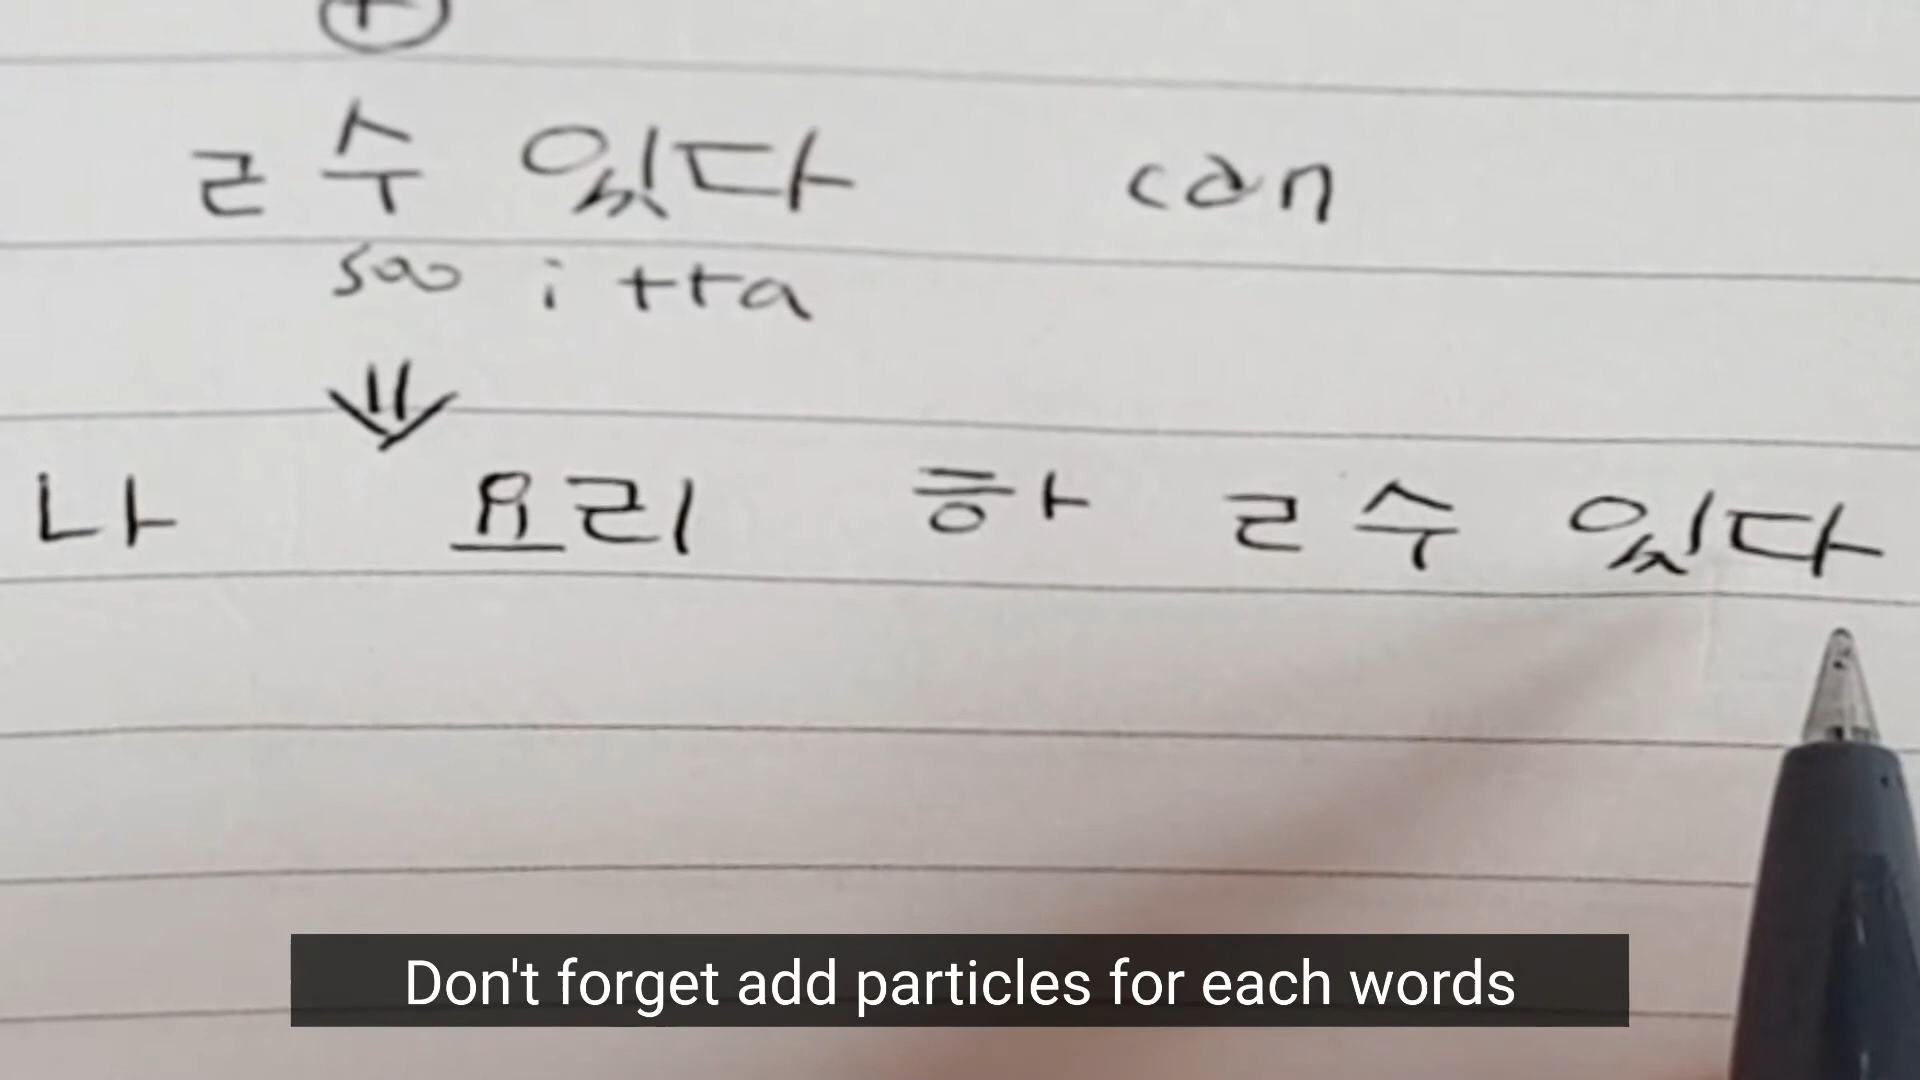 ㄹ 수 있다 can
soo itta
나 요리 하 ㄹ 수 있다
Don't forget add particles for each words